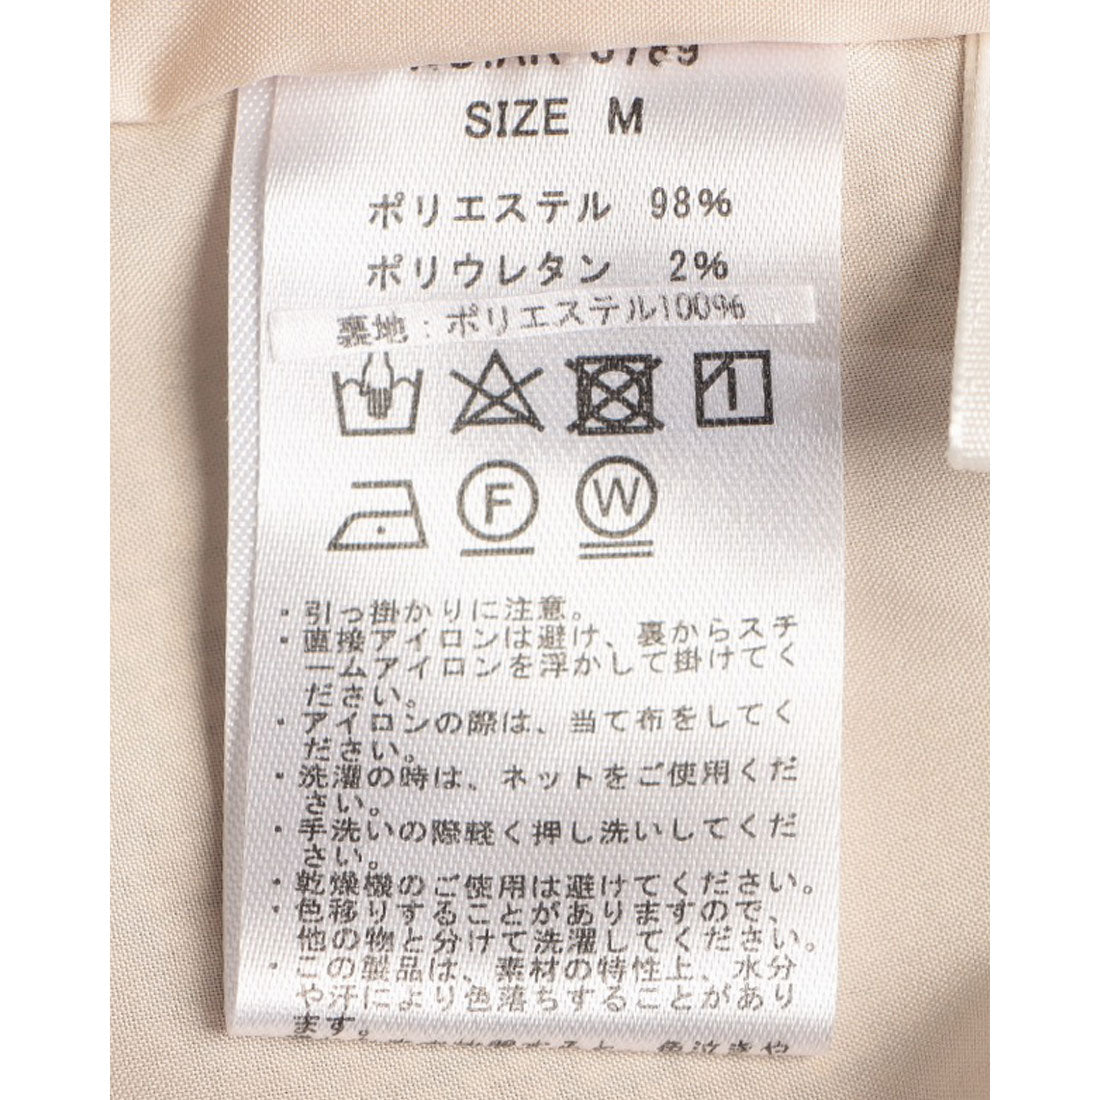 SIZE M
ポリエステル 98%
ポリウレタン 2%
裏地：ポリエステル100%
F W
・引っ掛かりに注意。
・直接アイロンは避け、裏からスチ
ームアイロンを浮かして掛けてく
ださい。
・アイロンの際は、当て布をしてく
ださい。
・洗濯の時は、ネットをご使用くだ
さい。
・手洗いの際軽く押し洗いしてくだ
さい。
・乾燥機のご使用は避けてください。
・色移りすることがありますので、
他の物と分けて洗濯してください。
・この製品は、素材の特性上、水分
や汗により色落ちすることがあり
ます。